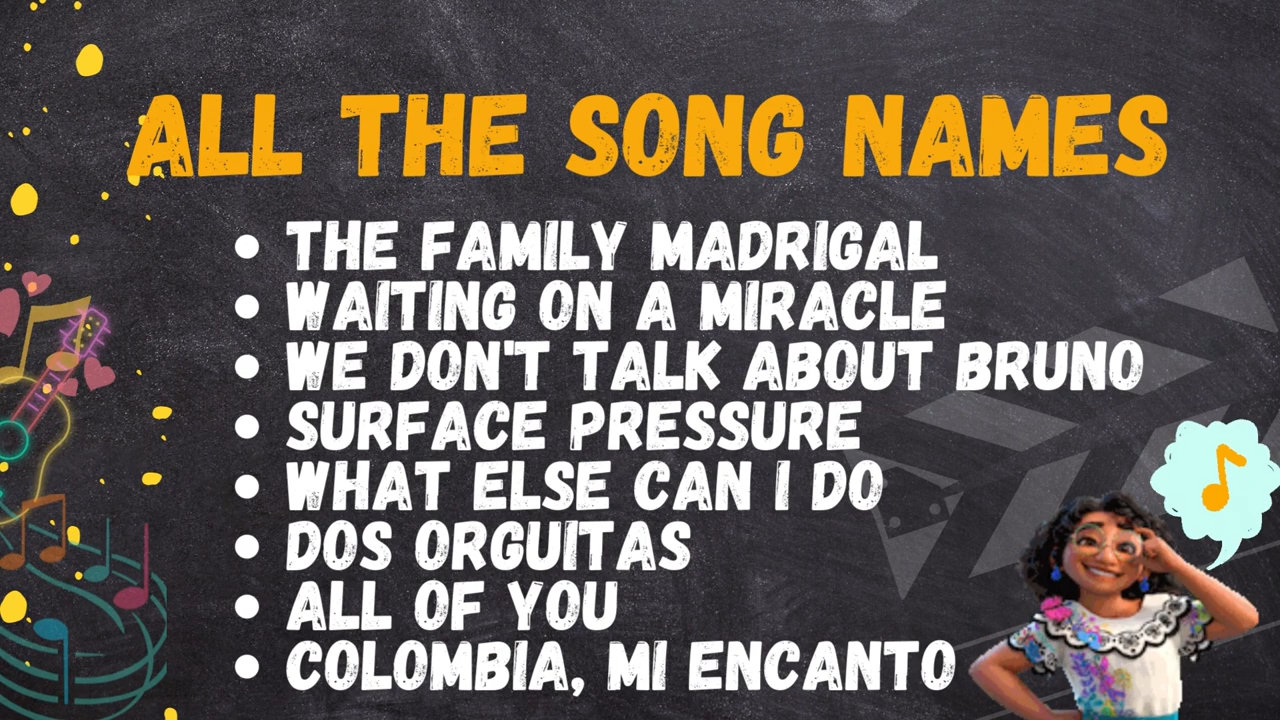 ALL THE SONG NAMES
• THE FAMILY MADRIGAL
• WAITING ON A MIRACLE
• WE DON'T TALK ABOUT BRUNO
• SURFACE PRESSURE
• WHAT ELSE CAN I DO
• DOS ORGUITAS
• ALL OF YOU
• COLOMBIA, MI ENCANTO